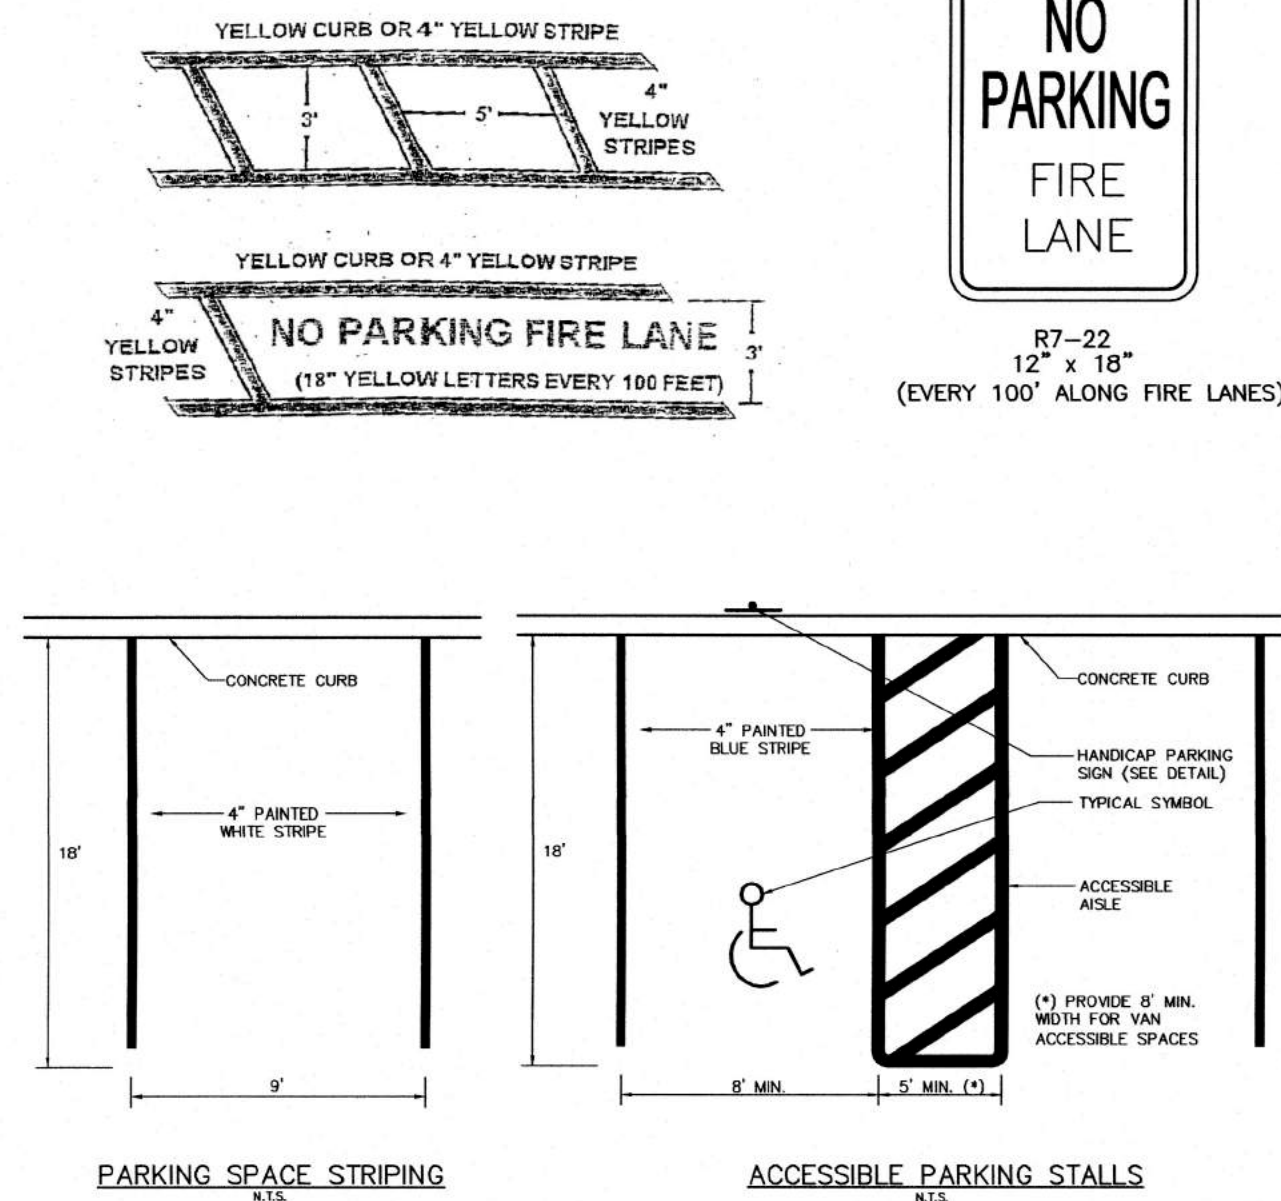 YELLOW CURB OR 4" YELLOW STRIPE
3'
5'
4"
YELLOW
STRIPES
YELLOW CURB OR 4" YELLOW STRIPE
4"
YELLOW
STRIPES
NO PARKING FIRE LANE
(18" YELLOW LETTERS EVERY 100 FEET)
3'
NO
PARKING
FIRE
LANE
R7-22
12" x 18"
(EVERY 100' ALONG FIRE LANES)
CONCRETE CURB
4" PAINTED
WHITE STRIPE
18'
9'
PARKING SPACE STRIPING
N.T.S.
4" PAINTED
BLUE STRIPE
18'
CONCRETE CURB
HANDICAP PARKING
SIGN (SEE DETAIL)
TYPICAL SYMBOL
ACCESSIBLE
AISLE
(*) PROVIDE 8' MIN.
WIDTH FOR VAN
ACCESSIBLE SPACES
8' MIN.
5' MIN. (*)
ACCESSIBLE PARKING STALLS
N.T.S.